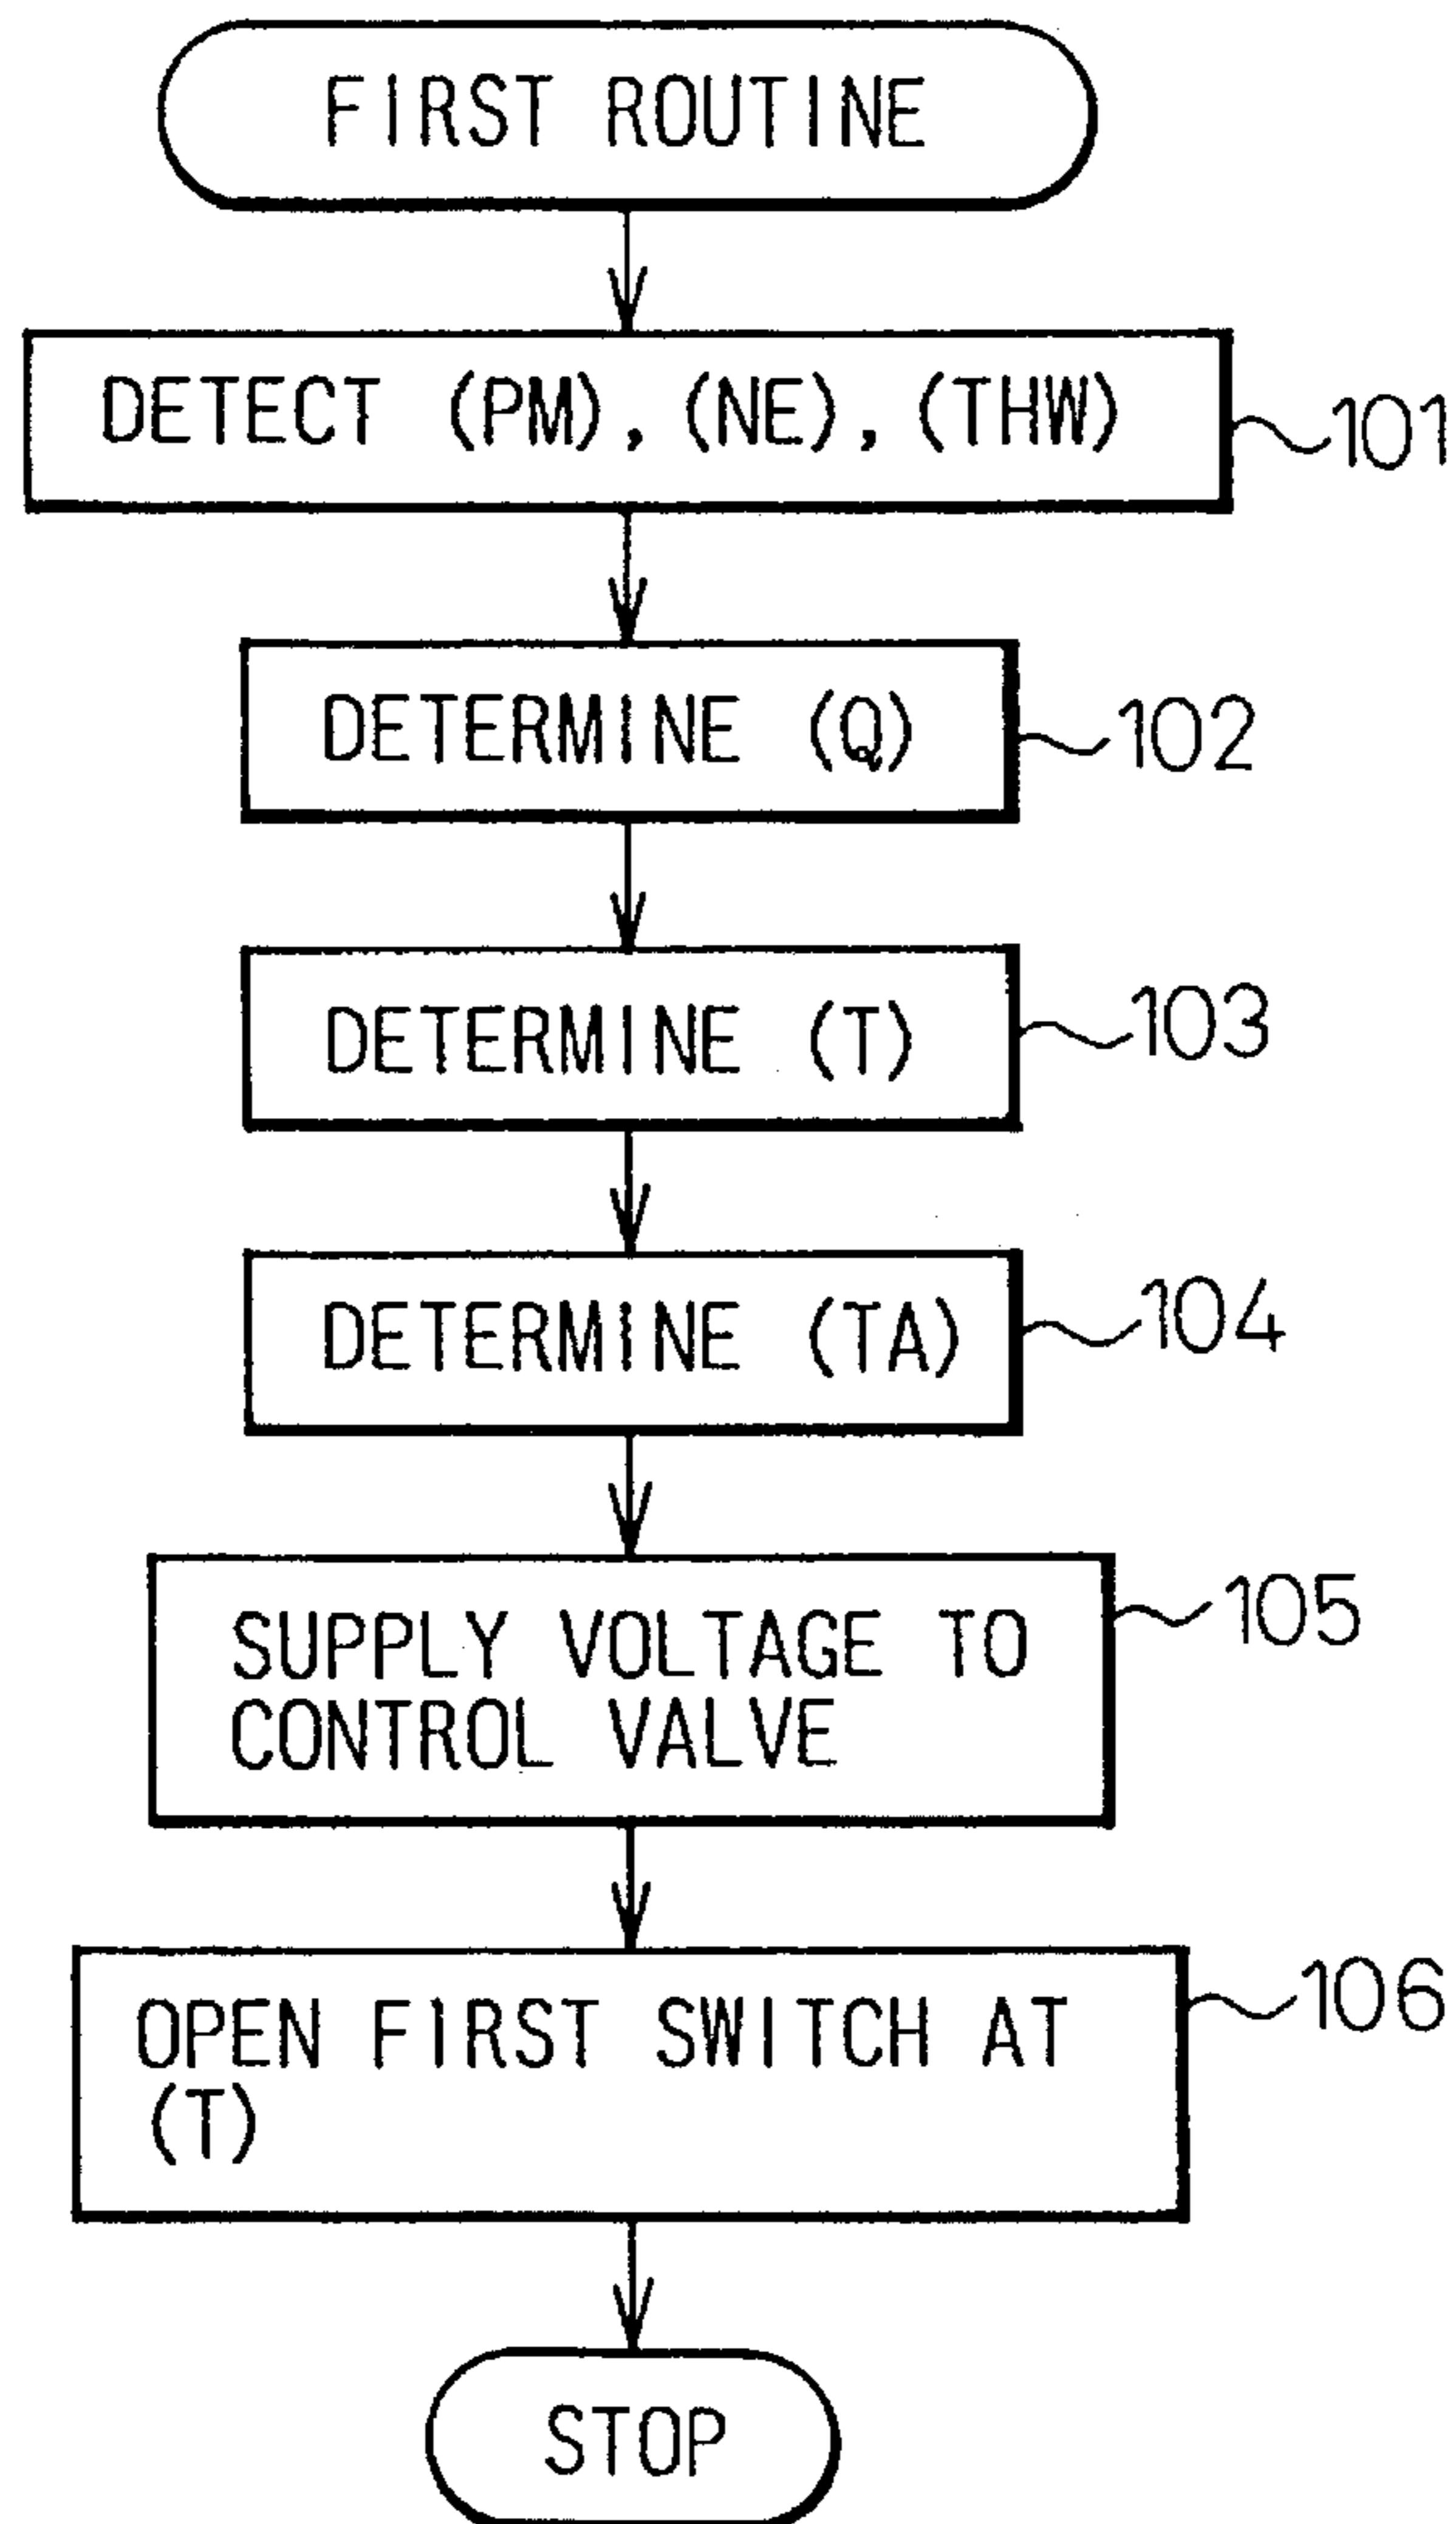 FIRST ROUTINE
DETECT (PM), (NE), (THW)
101
DETERMINE (Q)
102
DETERMINE (T)
103
DETERMINE (TA)
104
SUPPLY VOLTAGE TO
CONTROL VALVE
105
OPEN FIRST SWITCH AT
(T)
106
STOP